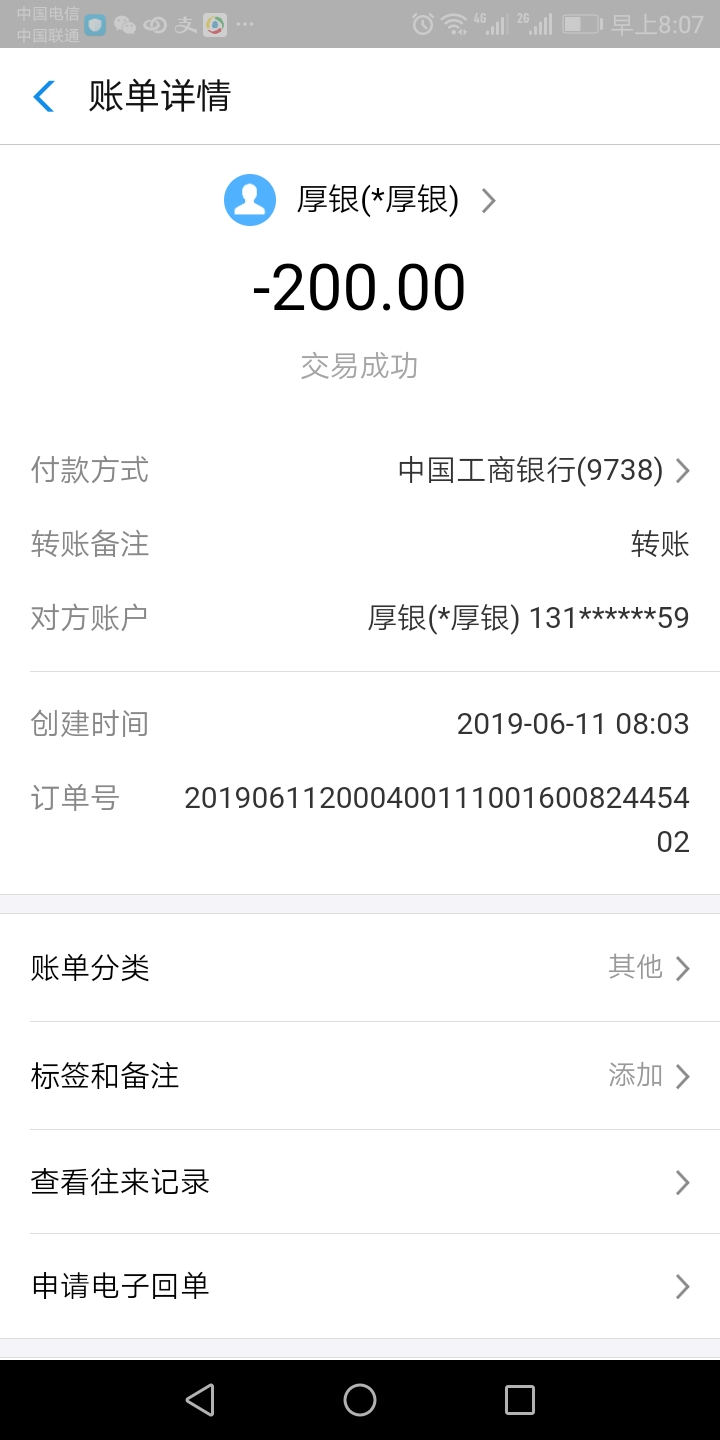 中国电信
中国联通
支 ··· 4G 2G 早上8:07
账单详情
厚银(*厚银)
-200.00
交易成功
付款方式 中国工商银行(9738)
转账备注 转账
对方账户 厚银(*厚银) 131******59
创建时间 2019-06-11 08:03
订单号 201906112000400111001600824454
02
账单分类 其他
标签和备注 添加
查看往来记录
申请电子回单